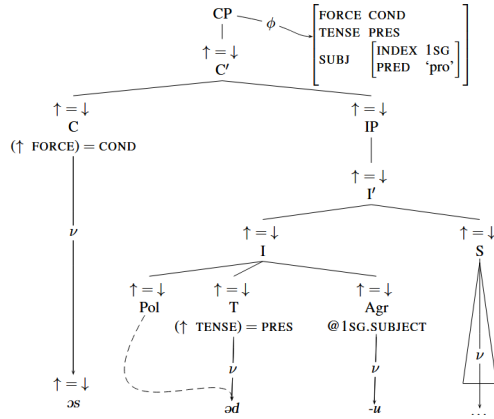 CP
ϕ
FORCE COND
TENSE PRES
SUBJ
INDEX 1SG
PRED ‘pro’
↑ = ↓
C′
↑ = ↓ ↑ = ↓
C IP
(↑ FORCE) = COND
↑ = ↓
I′
ν
↑ = ↓ ↑ = ↓
I S
↑ = ↓ ↑ = ↓ ↑ = ↓
Pol T Agr
(↑ TENSE) = PRES @1SG.SUBJECT
ν ν ν
↑ = ↓
ɔs əd -u